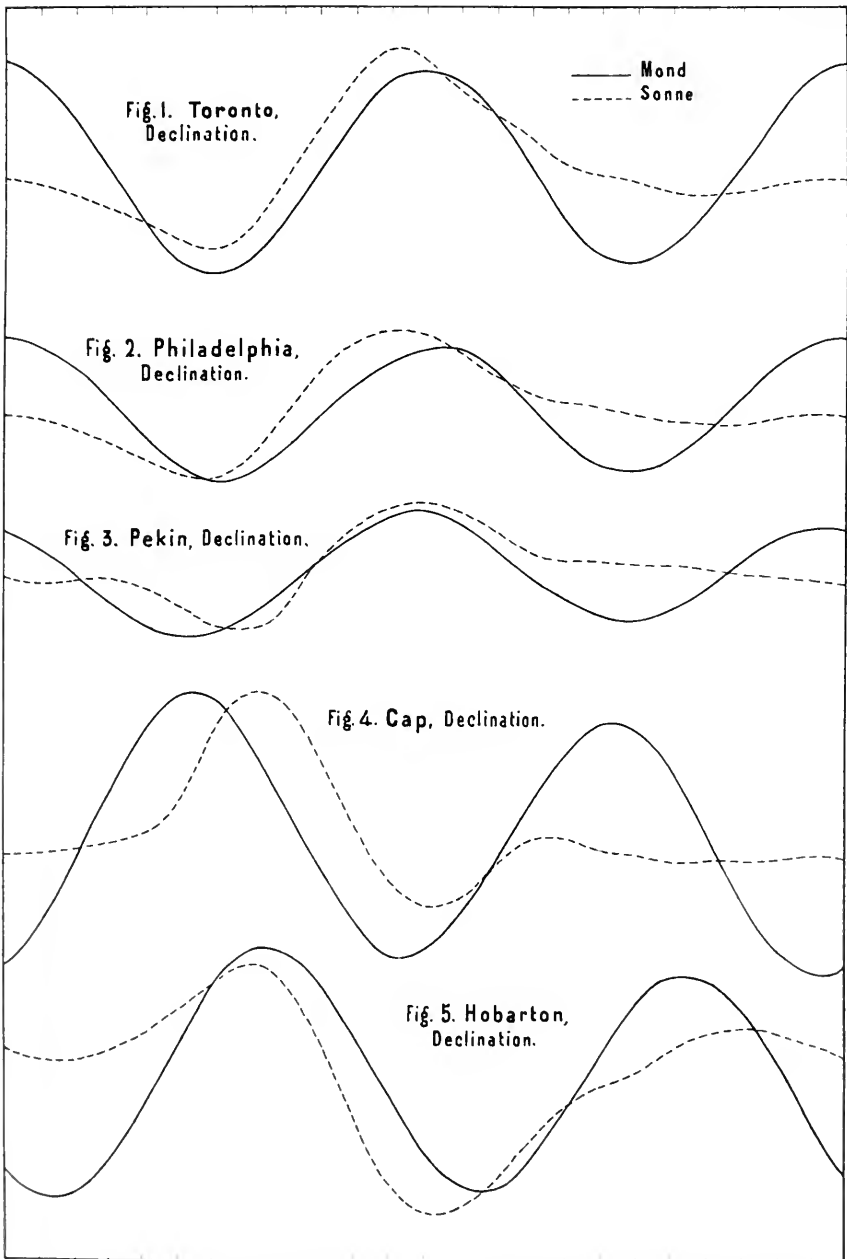 Mond
Sonne
Fig. 1. Toronto,
Declination.
Fig. 2. Philadelphia,
Declination.
Fig. 3. Pekin, Declination.
Fig. 4. Cap, Declination.
Fig. 5. Hobarton,
Declination.